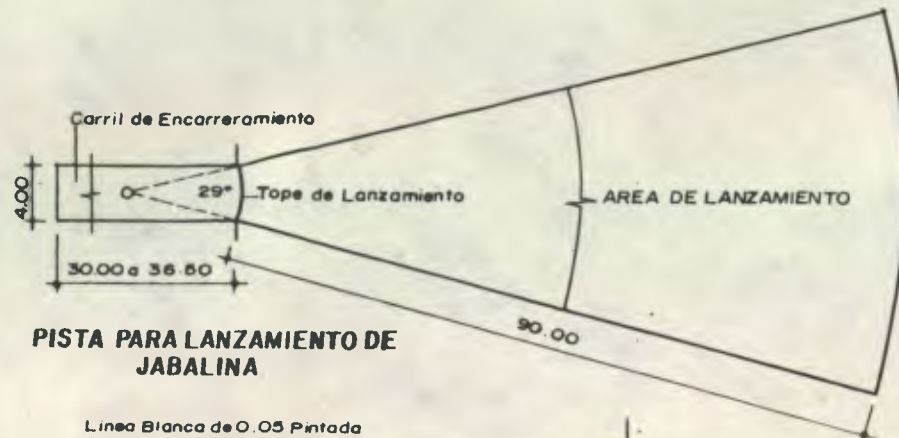 Carril de Encarreramiento
4.00
O
29°
Tope de Lanzamiento
AREA DE LANZAMIENTO
30.00 a 36.50
90.00
PISTA PARA LANZAMIENTO DE
JABALINA
Linea Blanca de 0.05 Pintada